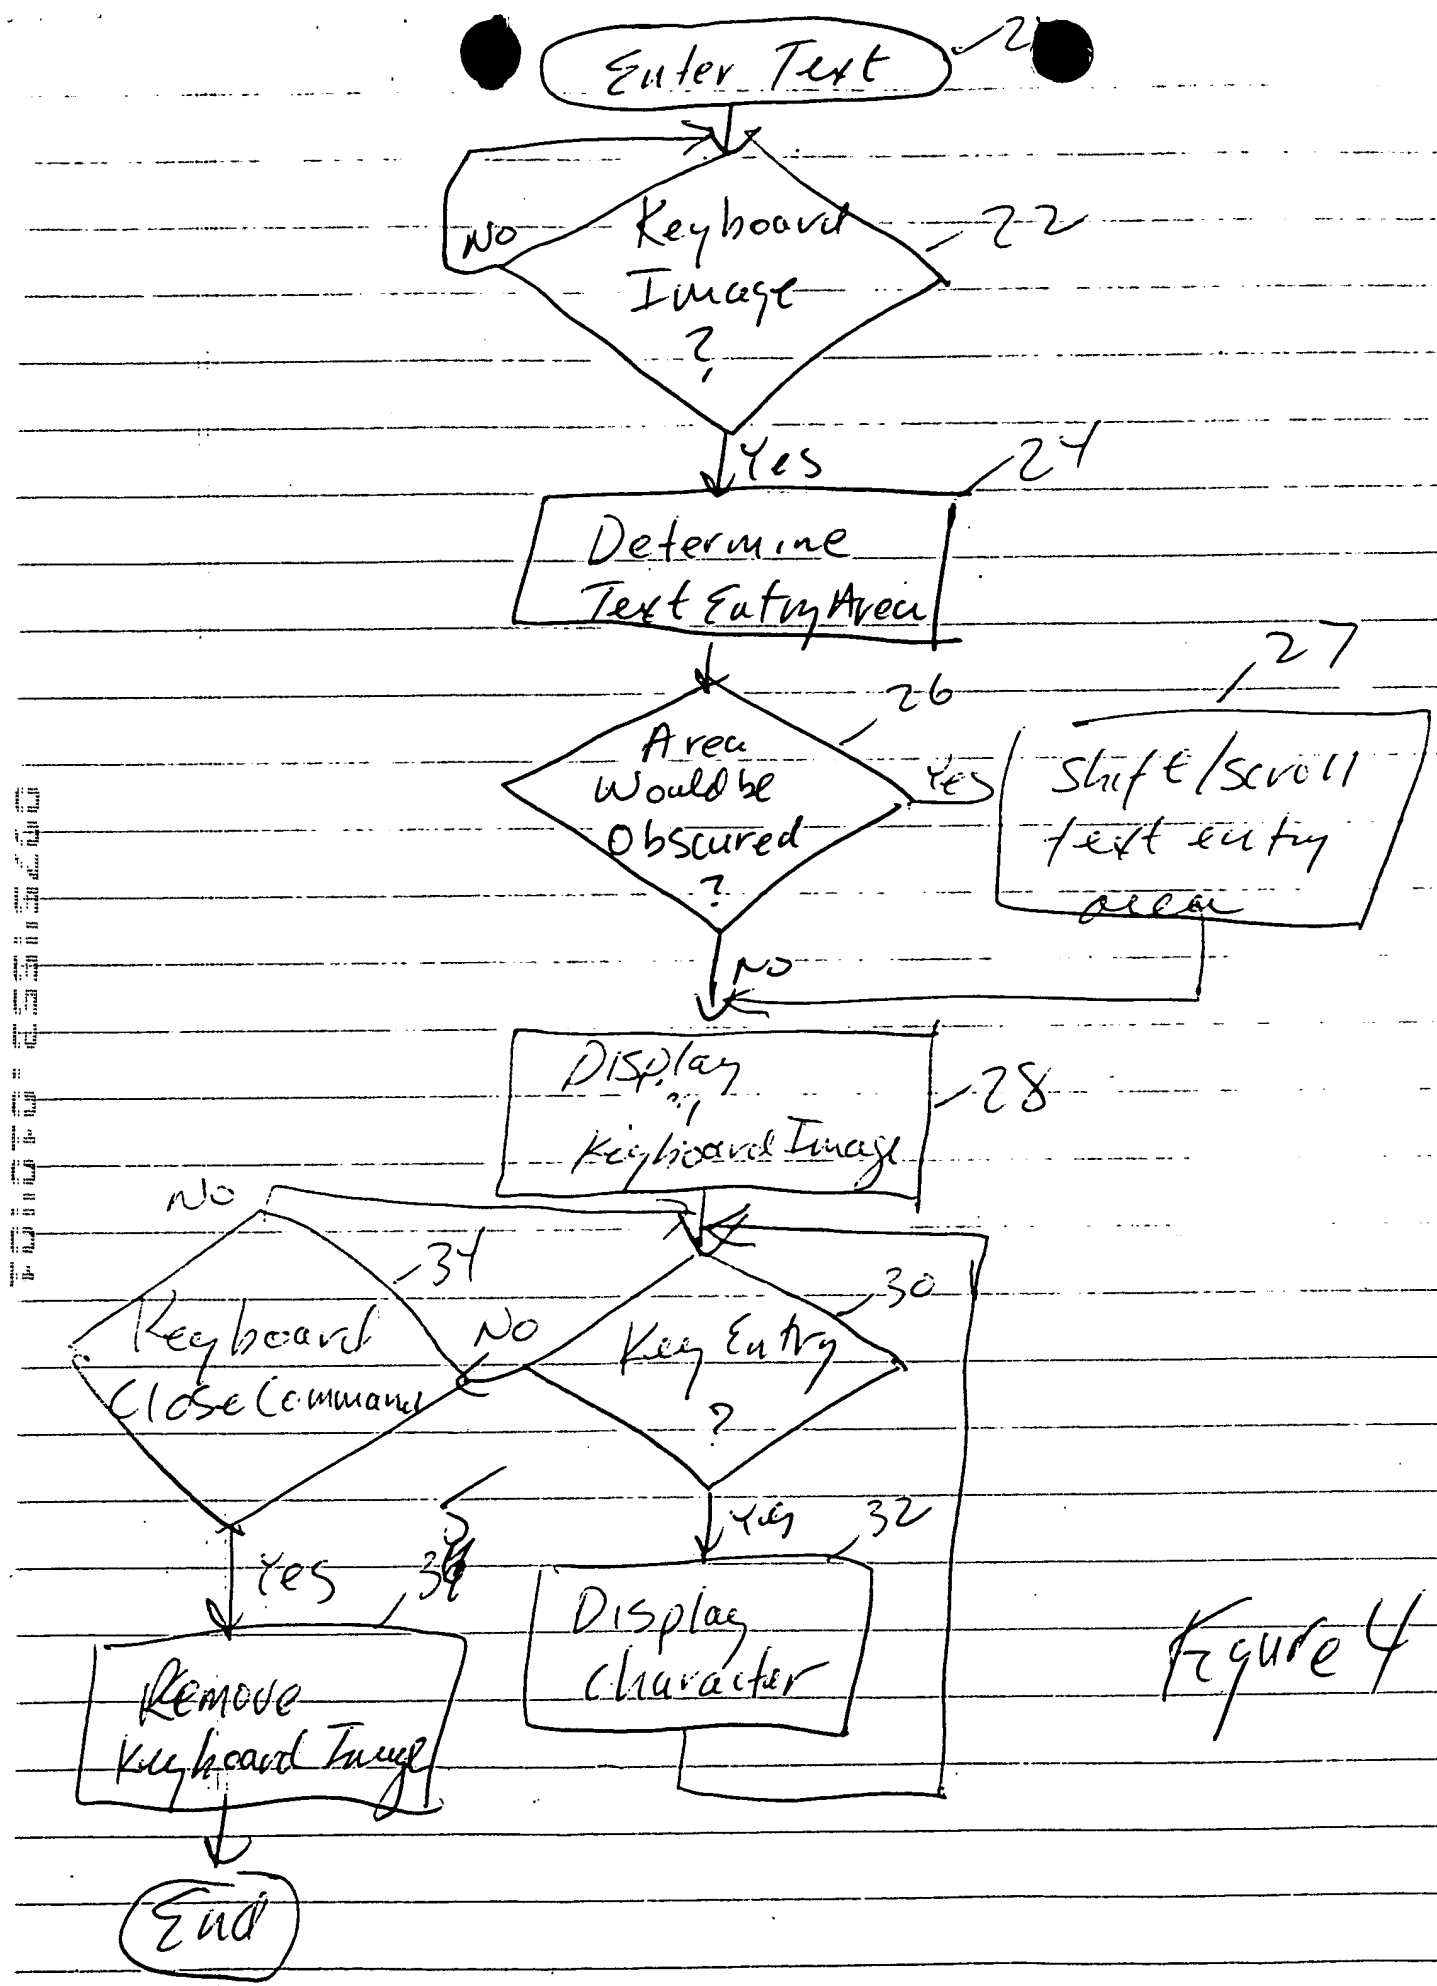 Enter Text
No
Keyboard
22
Image
?
Yes
24
Determine
Text Entry Area
27
26
Area
Would be
Obscured
?
Yes
Shift/scroll
text entry
area
No
Display
Keyboard Image
28
No
34
30
Keyboard
Close Command
No
Key Entry
?
Yes
32
Yes
Display
Character
Remove
Keyboard Image
Figure 4
End